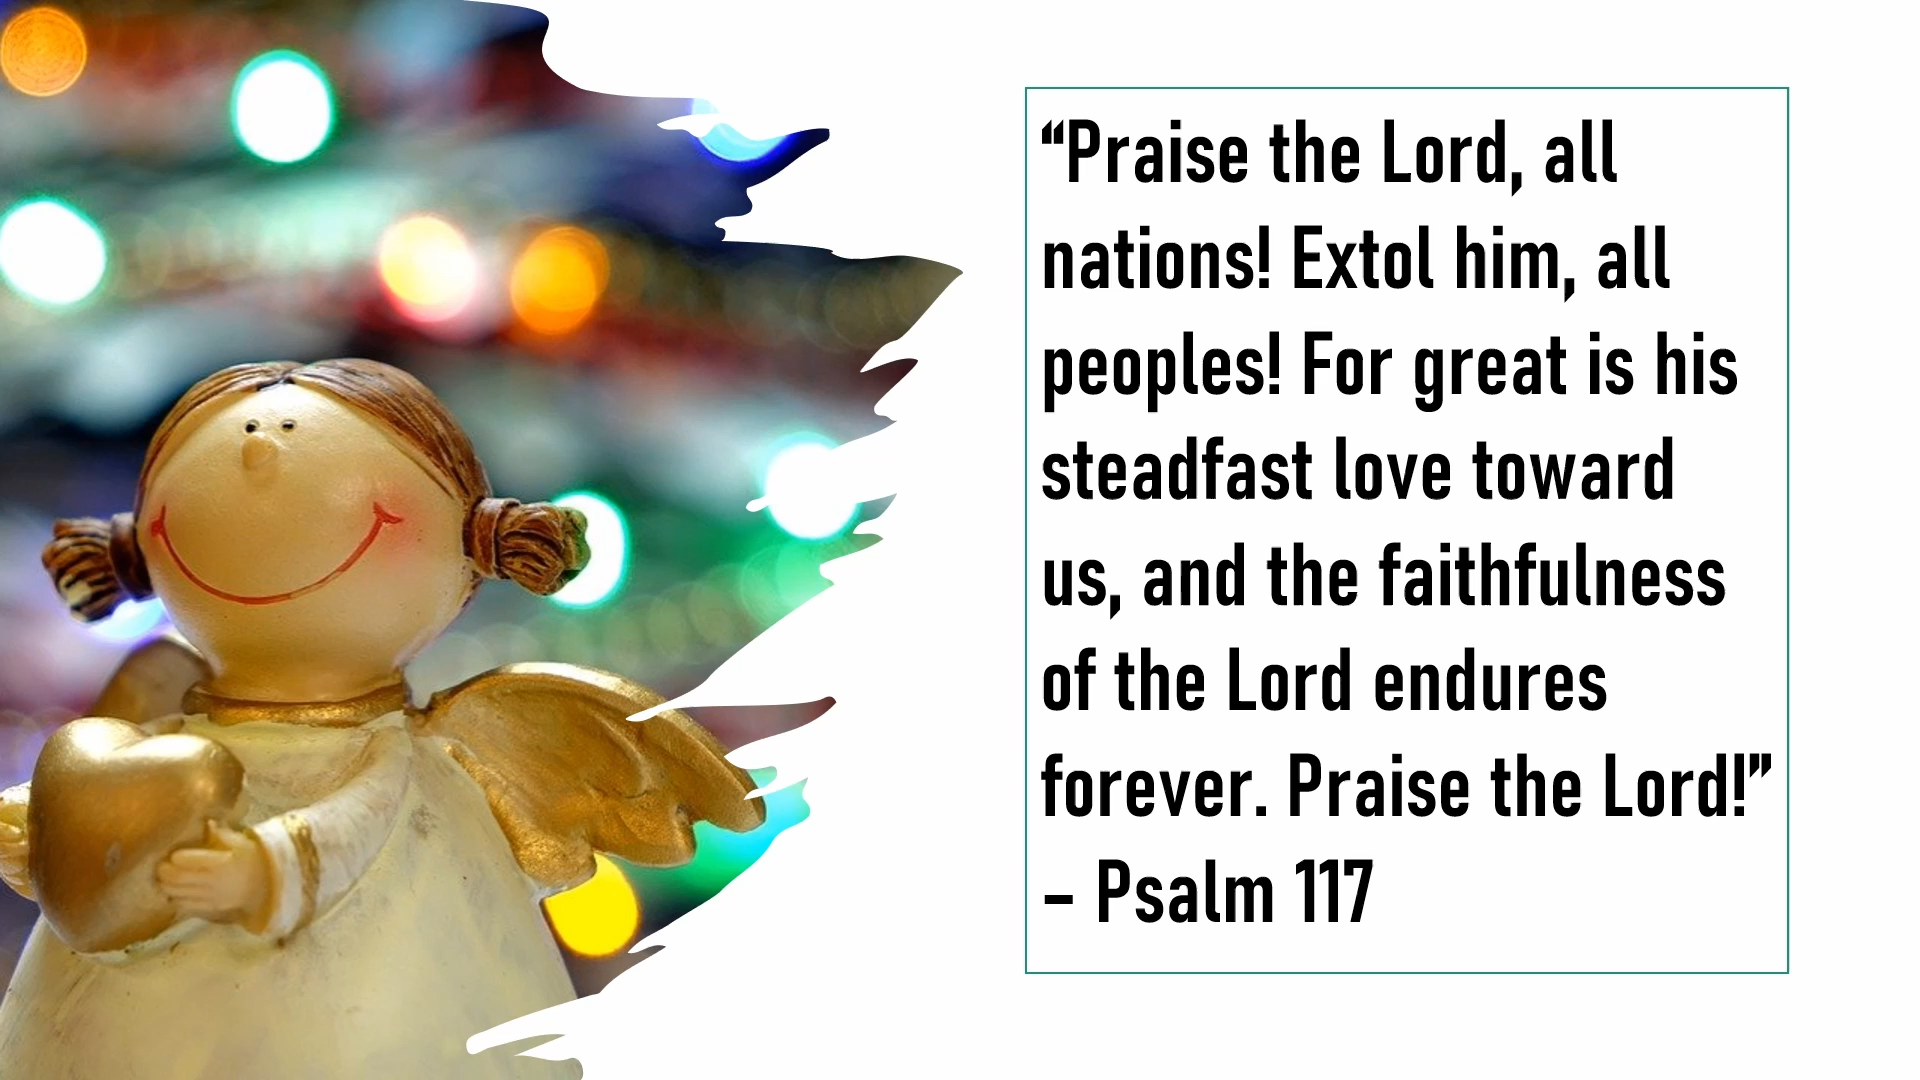 “Praise the Lord, all
nations! Extol him, all
peoples! For great is his
steadfast love toward
us, and the faithfulness
of the Lord endures
forever. Praise the Lord!”
– Psalm 117